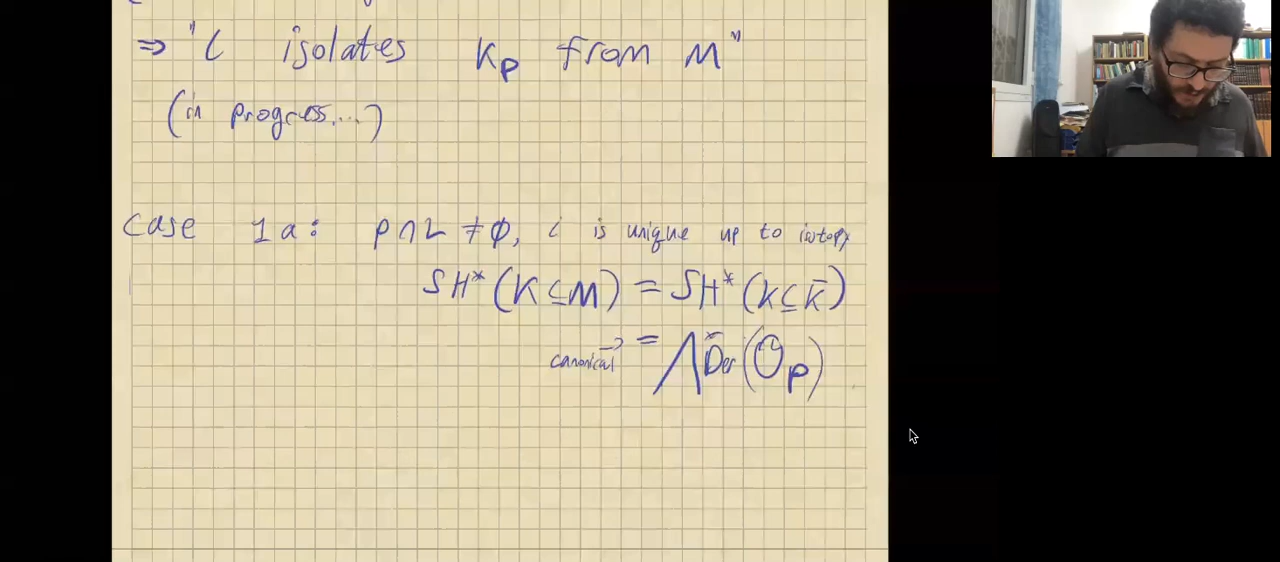 ⇒ "L isolates K_P from M"
(in progress...)
Case 1a: P∩L ≠ ∅, i is unique up to isotopy
SH*(K⊆M) = SH*(K⊆K̄)
canonical → = Λ*Der(O_P)